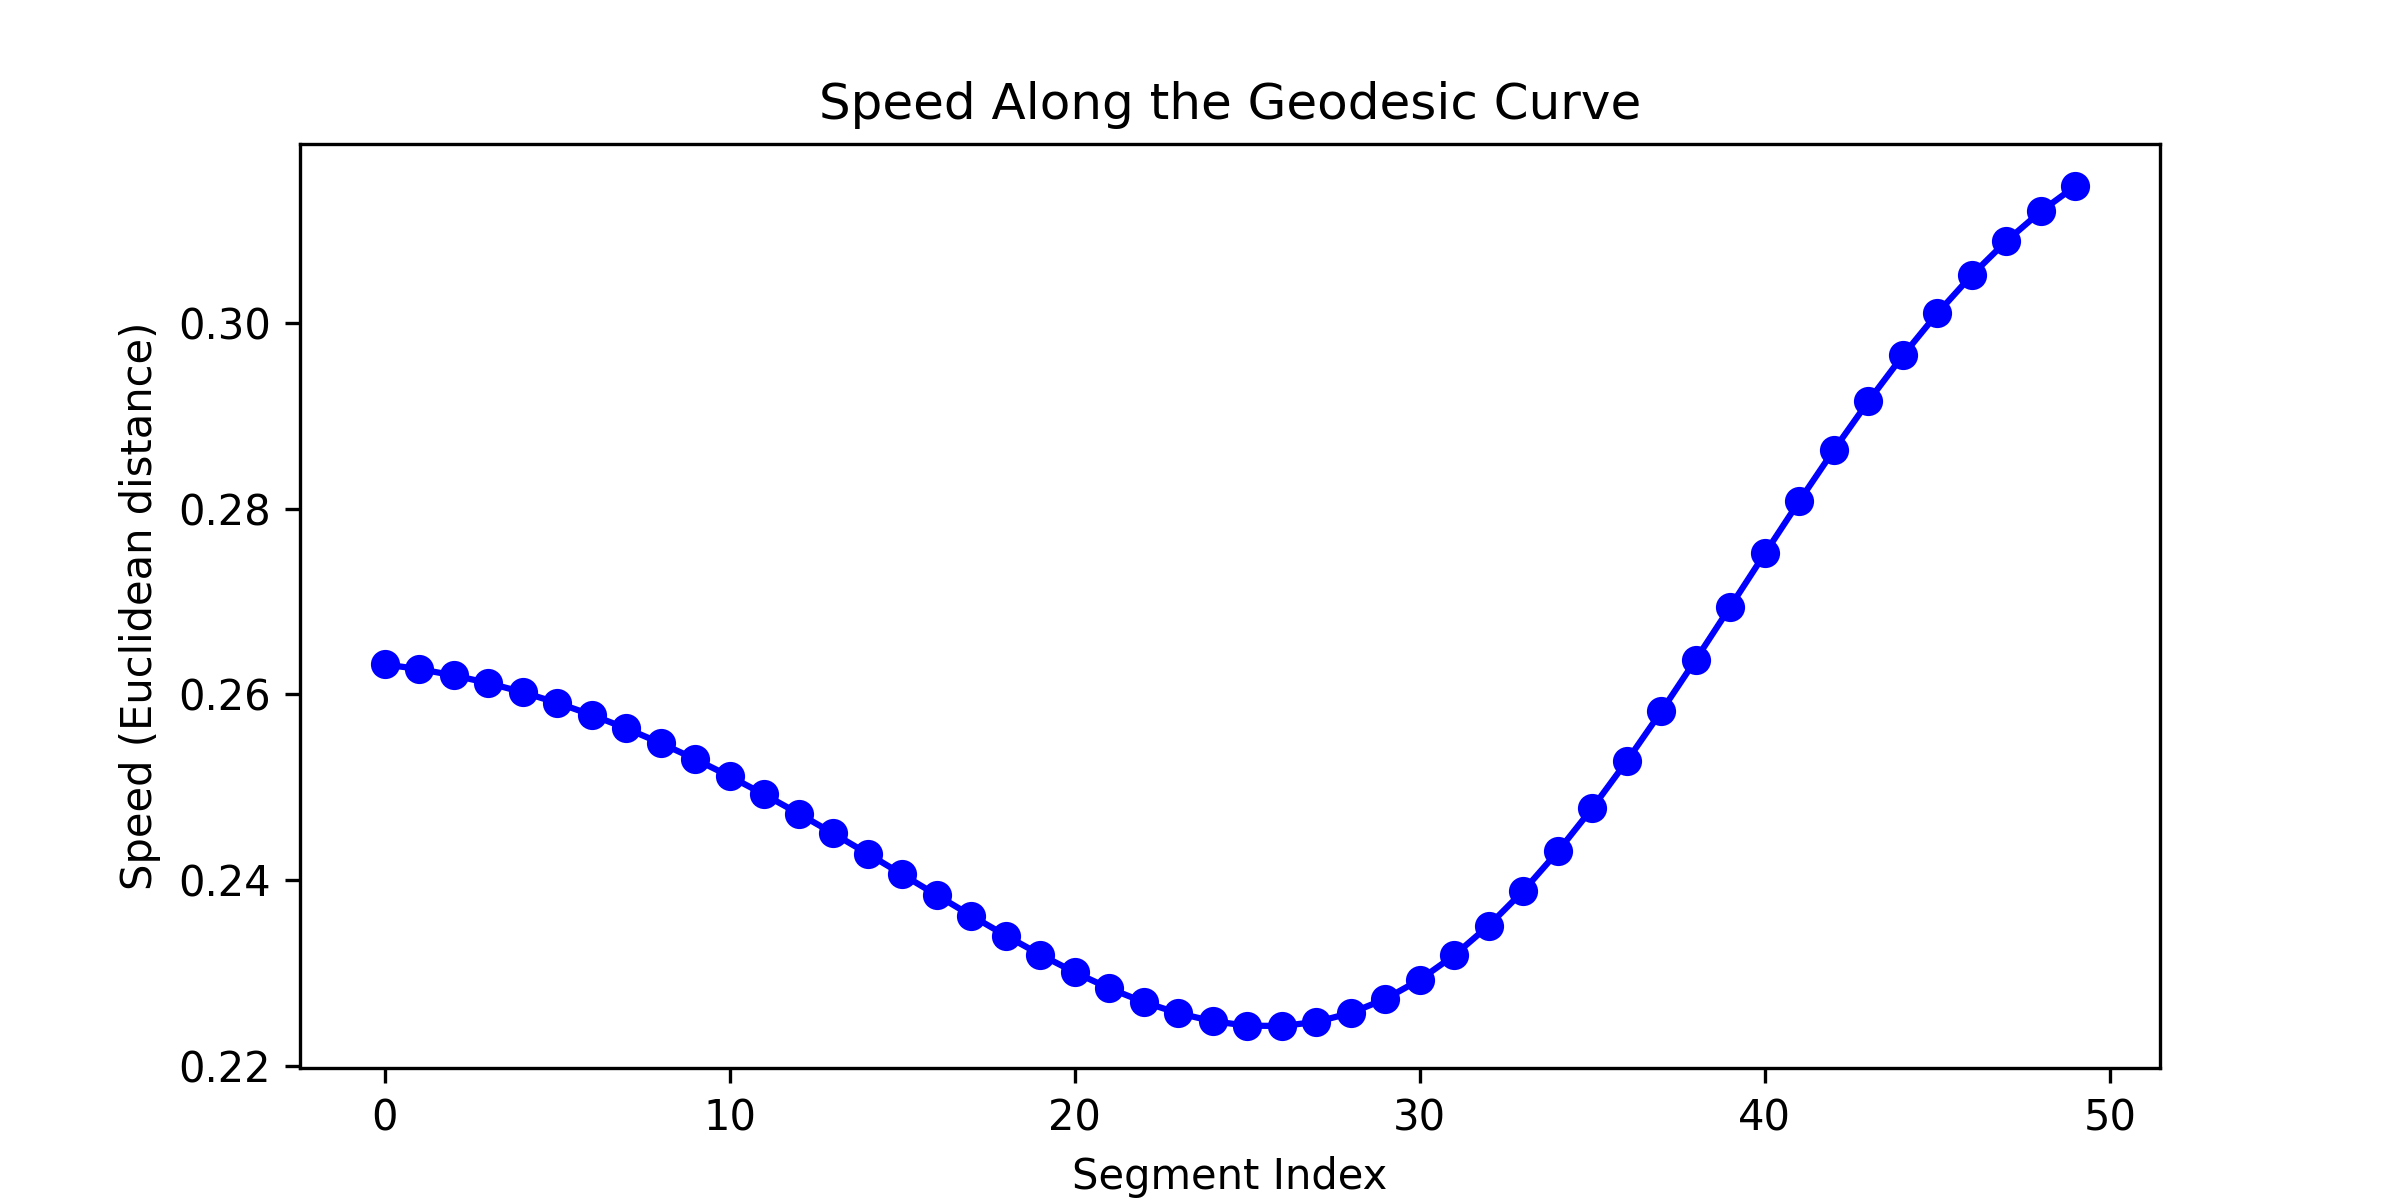 Speed Along the Geodesic Curve
Speed (Euclidean distance)
0.30
0.28
0.26
0.24
0.22
0 10 20 30 40 50
Segment Index